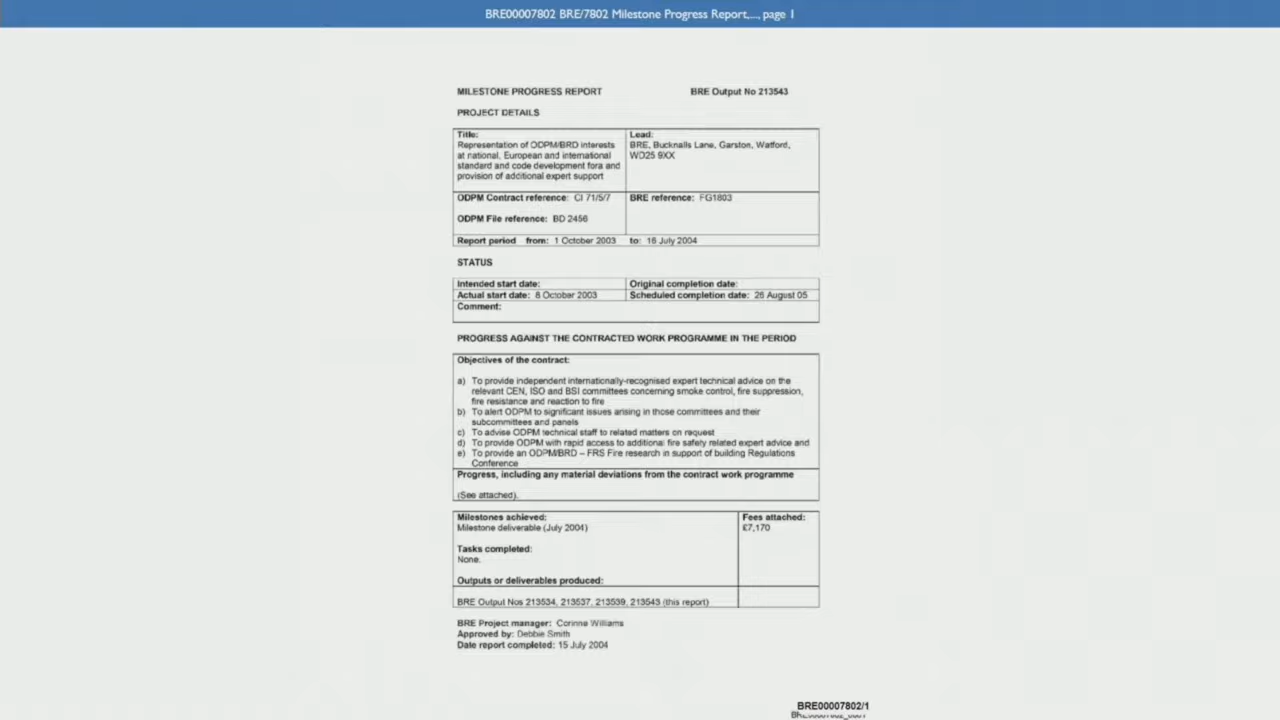 BRE00007802 BRE/7802 Milestone Progress Report,..., page 1
MILESTONE PROGRESS REPORT BRE Output No 213543
PROJECT DETAILS
Title:
Representation of ODPM/BRD interests
at national, European and international
standard and code development fora and
provision of additional expert support
Lead:
BRE, Bucknalls Lane, Garston, Watford,
WD25 9XX
ODPM Contract reference: CI 71/5/7
ODPM File reference: BD 2456
BRE reference: FG1803
Report period from: 1 October 2003 to: 16 July 2004
STATUS
Intended start date: Original completion date:
Actual start date: 8 October 2003 Scheduled completion date: 26 August 05
Comment:
PROGRESS AGAINST THE CONTRACTED WORK PROGRAMME IN THE PERIOD
Objectives of the contract:
a) To provide independent internationally-recognised expert technical advice on the
relevant CEN, ISO and BSI committees concerning smoke control, fire suppression,
fire resistance and reaction to fire
b) To alert ODPM to significant issues arising in those committees and their
subcommittees and panels
c) To advise ODPM technical staff to related matters on request
d) To provide ODPM with rapid access to additional fire safety related expert advice and
e) To provide an ODPM/BRD – FRS Fire research in support of building Regulations
Conference
Progress, including any material deviations from the contract work programme
(See attached).
Milestones achieved:
Milestone deliverable (July 2004)
Fees attached:
£7,170
Tasks completed:
None.
Outputs or deliverables produced:
BRE Output Nos 213534, 213537, 213539, 213543 (this report)
BRE Project manager: Corinne Williams
Approved by: Debbie Smith
Date report completed: 15 July 2004
BRE00007802/1